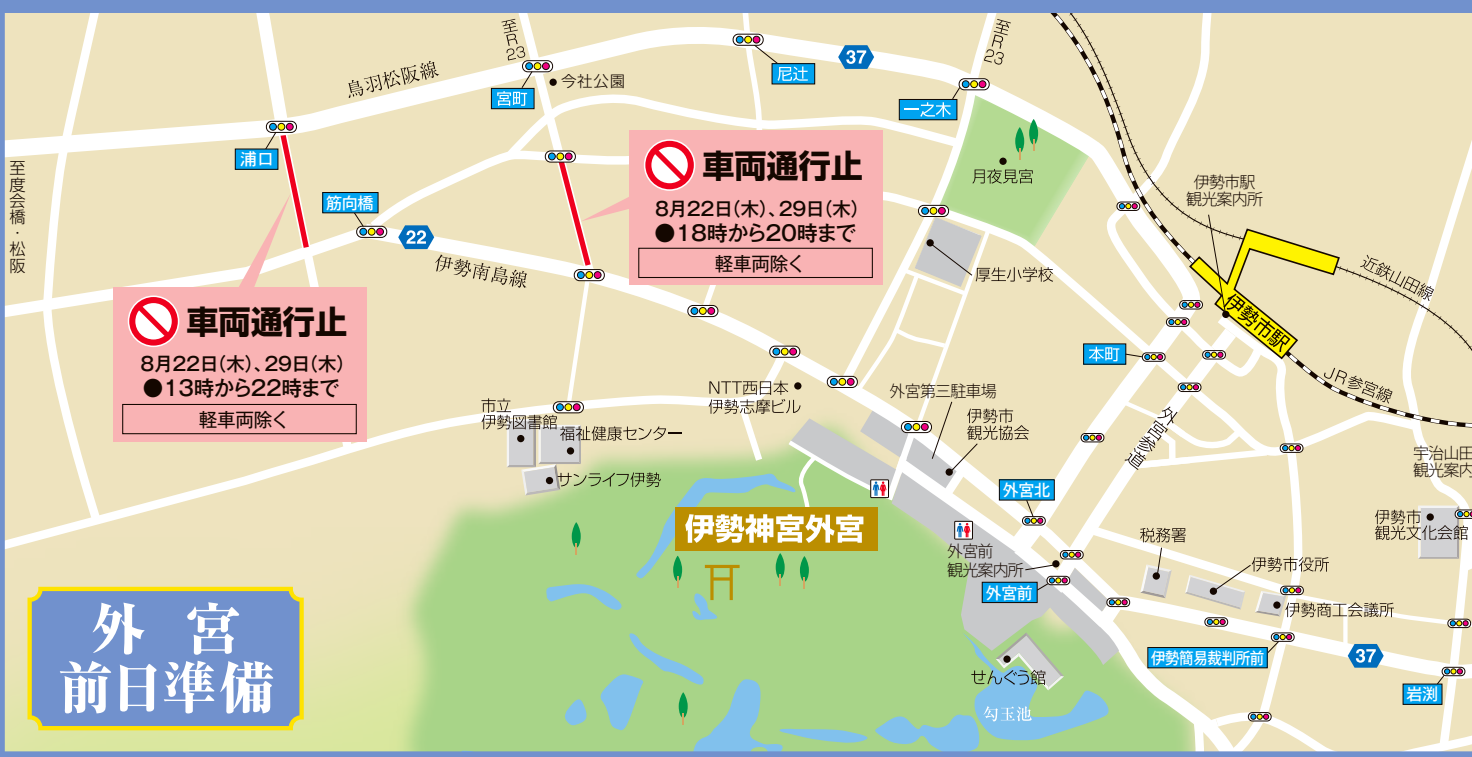 至R23
至R23
尼辻
37
鳥羽松阪線
宮町
今社公園
一之木
浦口
至度会橋・松阪
車両通行止
8月22日(木)、29日(木)
●18時から20時まで
軽車両除く
月夜見宮
伊勢市駅
観光案内所
筋向橋
22
伊勢南島線
厚生小学校
近鉄山田線
伊勢市駅
車両通行止
8月22日(木)、29日(木)
●13時から22時まで
軽車両除く
本町
JR参宮線
NTT西日本
伊勢志摩ビル
外宮第三駐車場
伊勢市
観光協会
外宮参道
市立
伊勢図書館
福祉健康センター
サンライフ伊勢
宇治山田
観光案内
外宮北
伊勢神宮外宮
伊勢市
観光文化会館
税務署
外宮前
観光案内所
外宮前
伊勢市役所
伊勢商工会議所
伊勢簡易裁判所前
37
岩渕
せんぐう館
勾玉池
外宮
前日準備